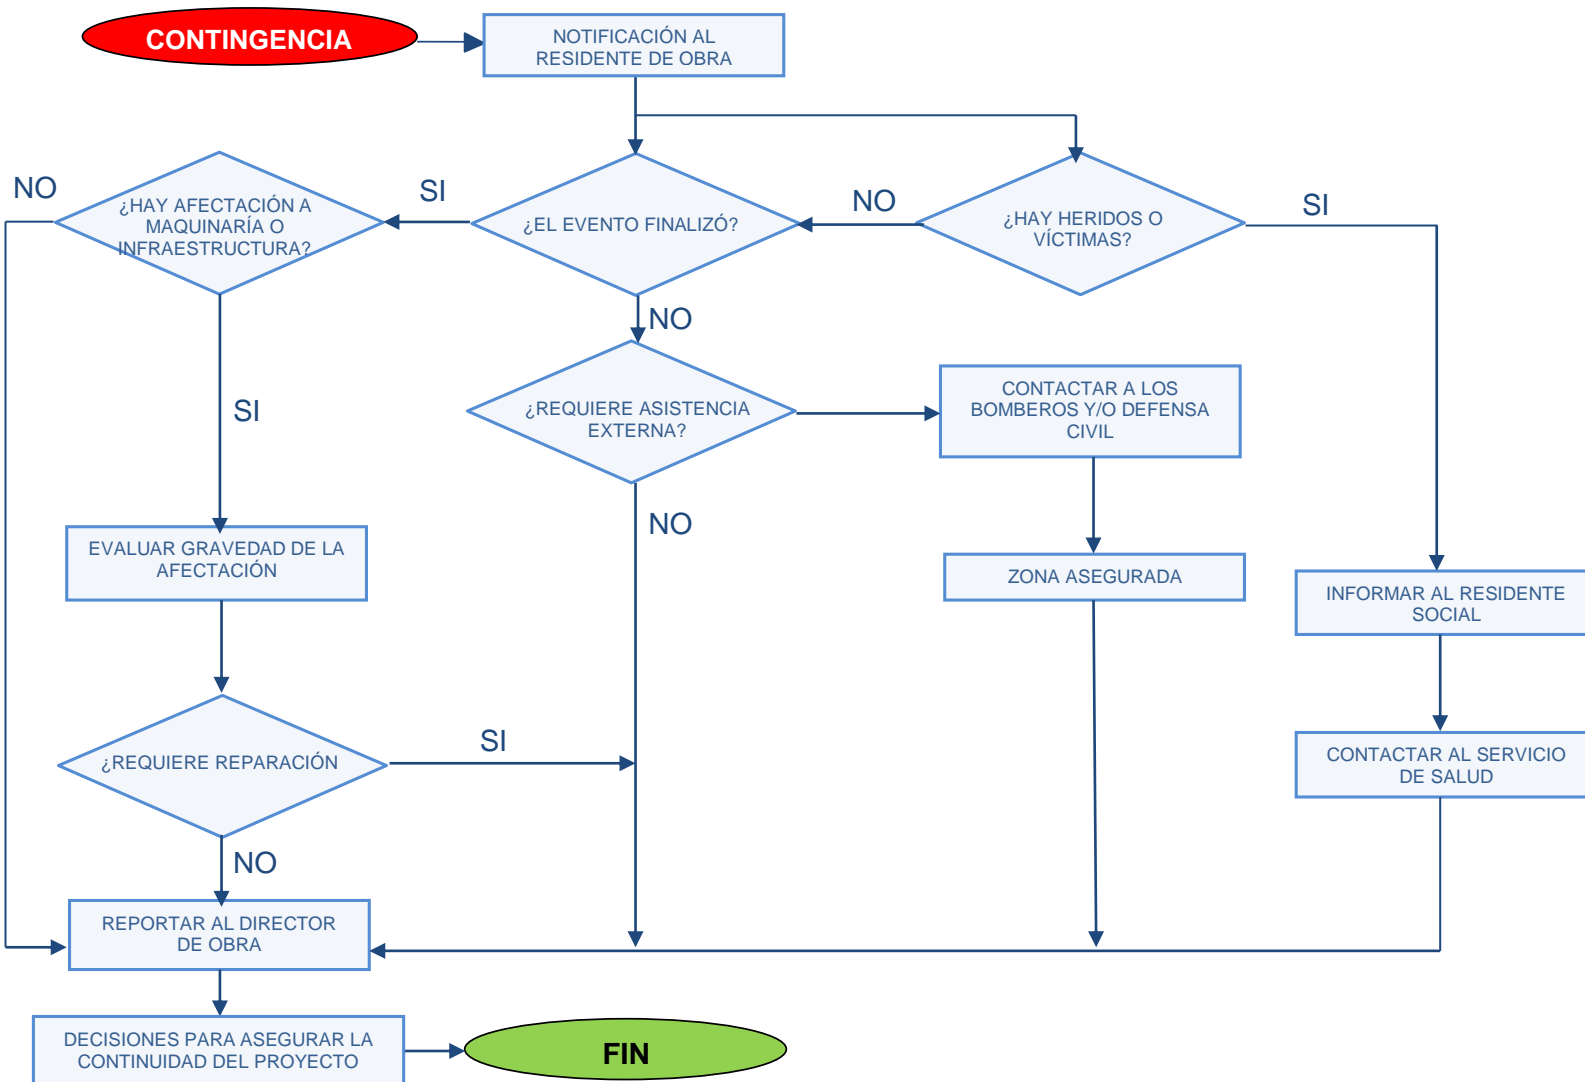 CONTINGENCIA
NOTIFICACIÓN AL
RESIDENTE DE OBRA
NO
¿HAY AFECTACIÓN A
MAQUINARÍA O
INFRAESTRUCTURA?
SI
¿EL EVENTO FINALIZÓ?
NO
¿HAY HERIDOS O
VÍCTIMAS?
SI
NO
SI
¿REQUIERE ASISTENCIA
EXTERNA?
CONTACTAR A LOS
BOMBEROS Y/O DEFENSA
CIVIL
NO
EVALUAR GRAVEDAD DE LA
AFECTACIÓN
ZONA ASEGURADA
INFORMAR AL RESIDENTE
SOCIAL
¿REQUIERE REPARACIÓN
SI
CONTACTAR AL SERVICIO
DE SALUD
NO
REPORTAR AL DIRECTOR
DE OBRA
DECISIONES PARA ASEGURAR LA
CONTINUIDAD DEL PROYECTO
FIN